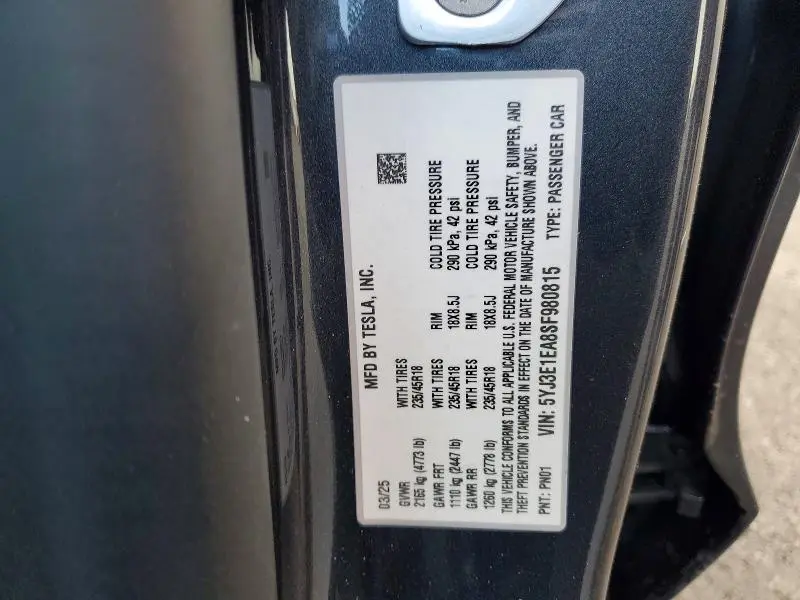 MFD BY TESLA, INC.
03/25
GVWR WITH TIRES
2165 kg (4773 lb) 235/45R18
GAWR FRT WITH TIRES RIM COLD TIRE PRESSURE
1110 kg (2447 lb) 235/45R18 18X8.5J 290 kPa, 42 psi
GAWR RR WITH TIRES RIM COLD TIRE PRESSURE
1260 kg (2778 lb) 235/45R18 18X8.5J 290 kPa, 42 psi
THIS VEHICLE CONFORMS TO ALL APPLICABLE U.S. FEDERAL MOTOR VEHICLE SAFETY, BUMPER, AND
THEFT PREVENTION STANDARDS IN EFFECT ON THE DATE OF MANUFACTURE SHOWN ABOVE.
PNT: PN01 VIN: 5YJ3E1EA8SF980815 TYPE: PASSENGER CAR